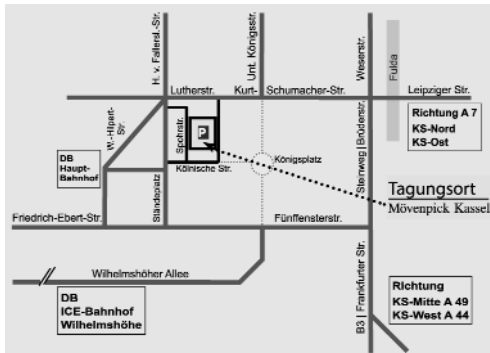 H. v. Fallersl.-Str.
Unt. Königsstr.
Weserstr.
Fulda
Lutherstr.
Kurt-
Schumacher-Str.
Leipziger Str.
Richtung A 7
KS-Nord
KS-Ost
W.-Hilpert-
Str.
Spohrstr.
P
DB
Haupt-
Bahnhof
Kölnische Str.
Königsplatz
Steinweg|Brüderstr.
Tagungsort
Mövenpick Kassel
Ständeplatz
Friedrich-Ebert-Str.
Fünffensterstr.
Wilhelmshöher Allee
B3 | Frankfurter Str.
DB
ICE-Bahnhof
Wilhelmshöhe
Richtung
KS-Mitte A 49
KS-West A 44